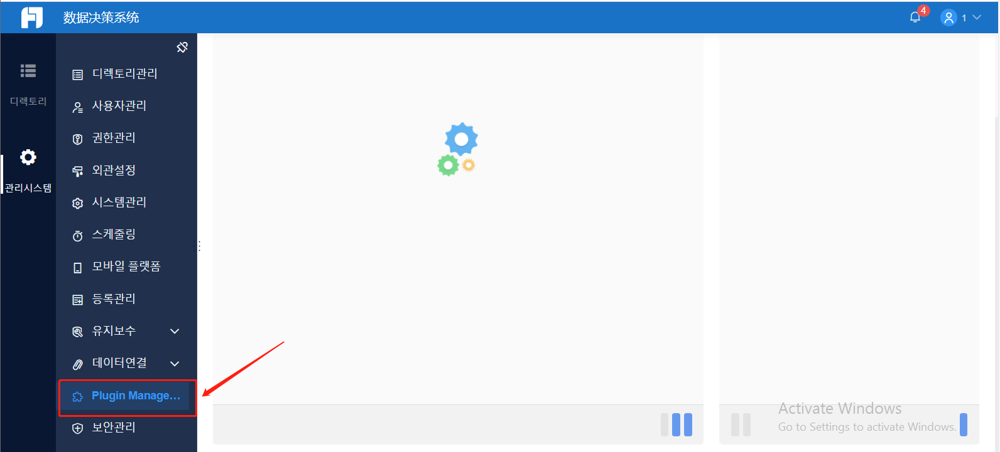 数据决策系统
4
1
디렉토리
관리시스템
디렉토리관리
사용자관리
권한관리
외관설정
시스템관리
스케줄링
모바일 플랫폼
등록관리
유지보수
데이터연결
Plugin Manage...
보안관리
Activate Windows
Go to Settings to activate Windows.